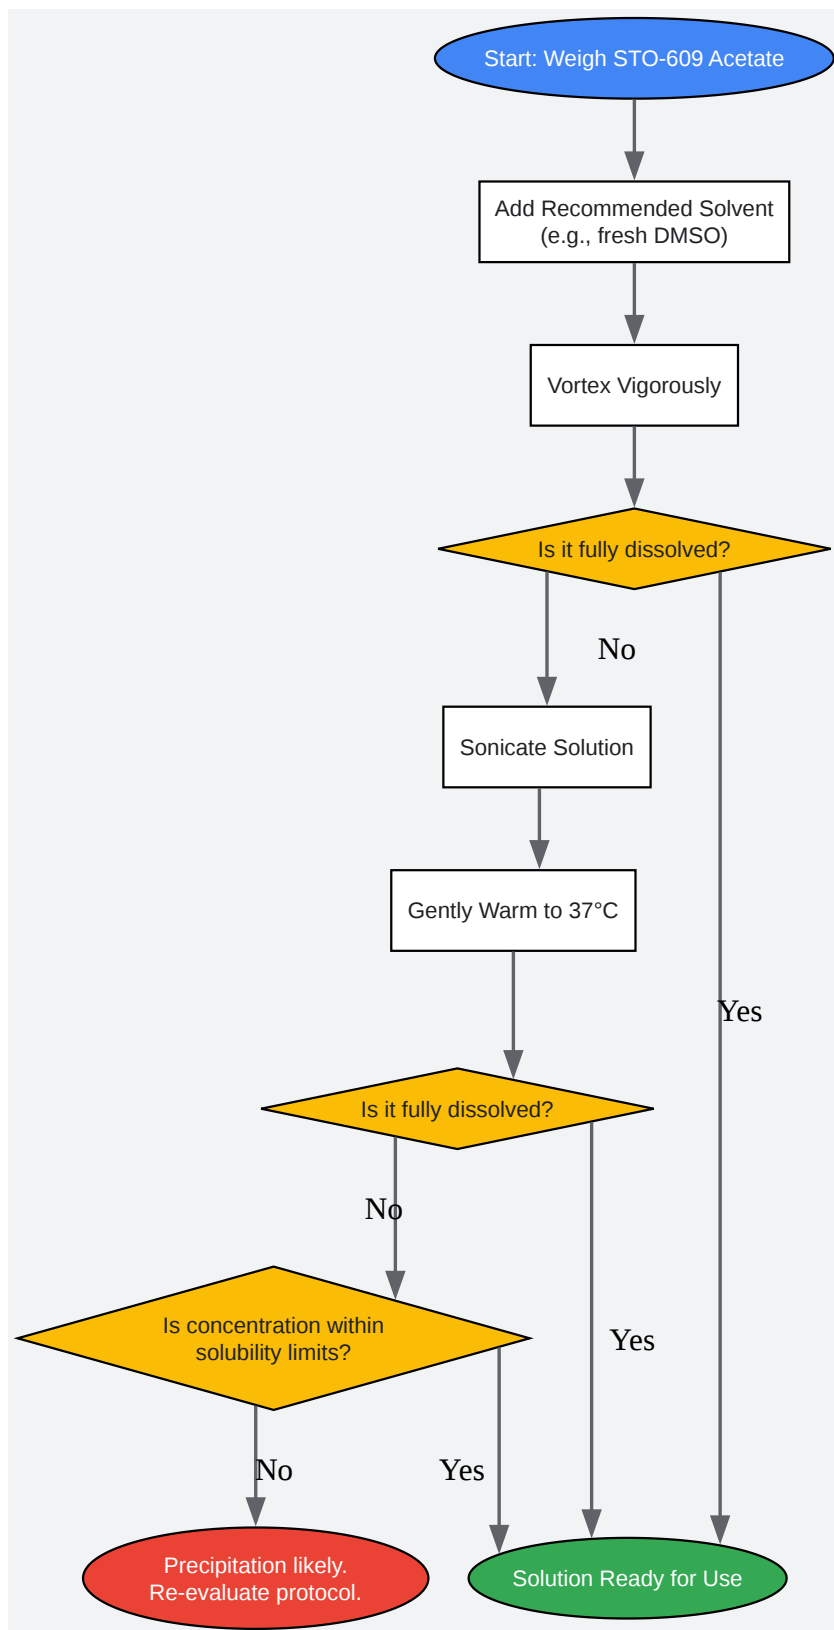 Start: Weigh STO-609 Acetate
Add Recommended Solvent
(e.g., fresh DMSO)
Vortex Vigorously
Is it fully dissolved?
No
Sonicate Solution
Gently Warm to 37°C
Yes
Is it fully dissolved?
No
Is concentration within
solubility limits?
Yes
No
Yes
Precipitation likely.
Re-evaluate protocol.
Solution Ready for Use